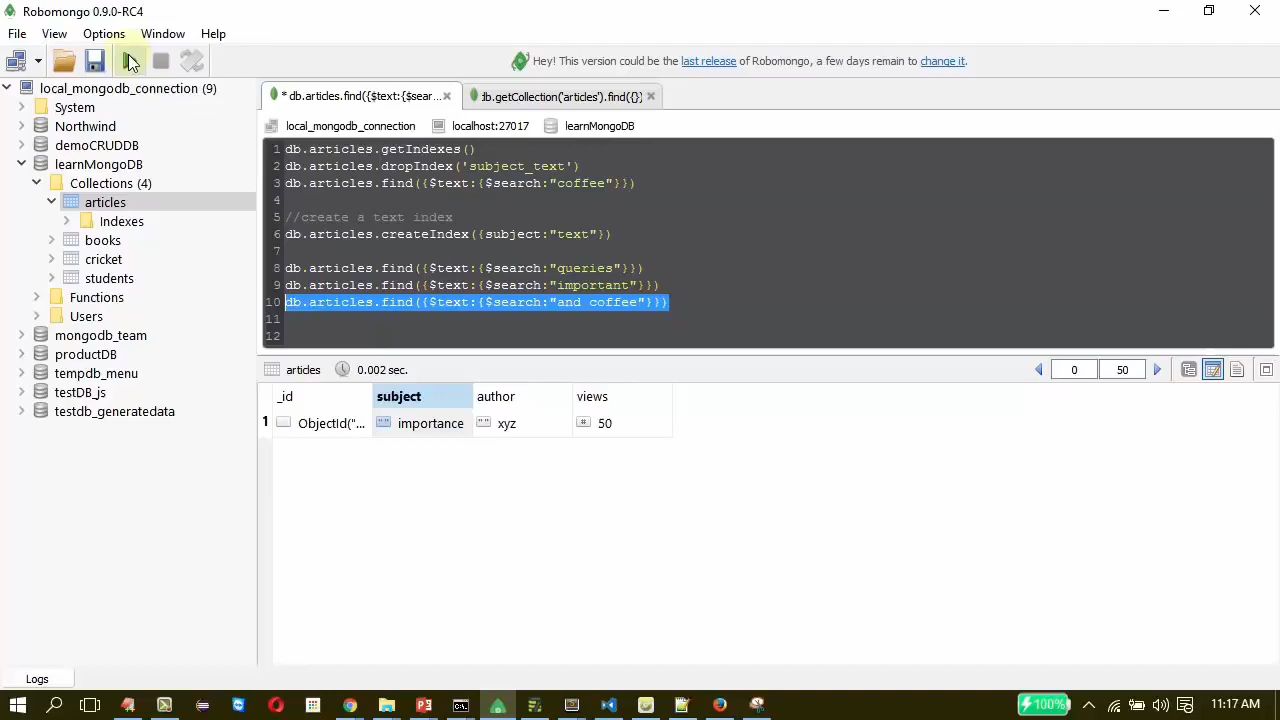 Robomongo 0.9.0-RC4
File View Options Window Help
Hey! This version could be the last release of Robomongo, a few days remain to change it.
local_mongodb_connection (9)
System
Northwind
demoCRUDDB
learnMongoDB
Collections (4)
articles
Indexes
books
cricket
students
Functions
Users
mongodb_team
productDB
tempdb_menu
testDB_js
testdb_generatedata
Logs
* db.articles.find({$text:{$sear...
db.getCollection('articles').find({})
local_mongodb_connection localhost:27017 learnMongoDB
1 db.articles.getIndexes()
2 db.articles.dropIndex('subject_text')
3 db.articles.find({$text:{$search:"coffee"}})
4
5 //create a text index
6 db.articles.createIndex({subject:"text"})
7
8 db.articles.find({$text:{$search:"queries"}})
9 db.articles.find({$text:{$search:"important"}})
10 db.articles.find({$text:{$search:"and coffee"}})
11
12
articles 0.002 sec. 0 50
_id subject author views
1 ObjectId("... importance xyz 50
100% 11:17 AM